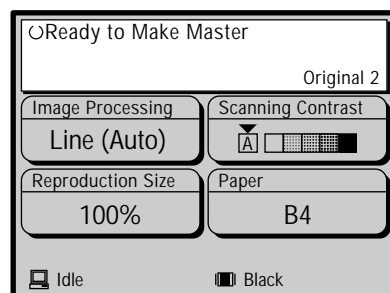 Ready to Make Master
Original 2
Image Processing
Line (Auto)
Scanning Contrast
A
Reproduction Size
100%
Paper
B4
Idle
Black